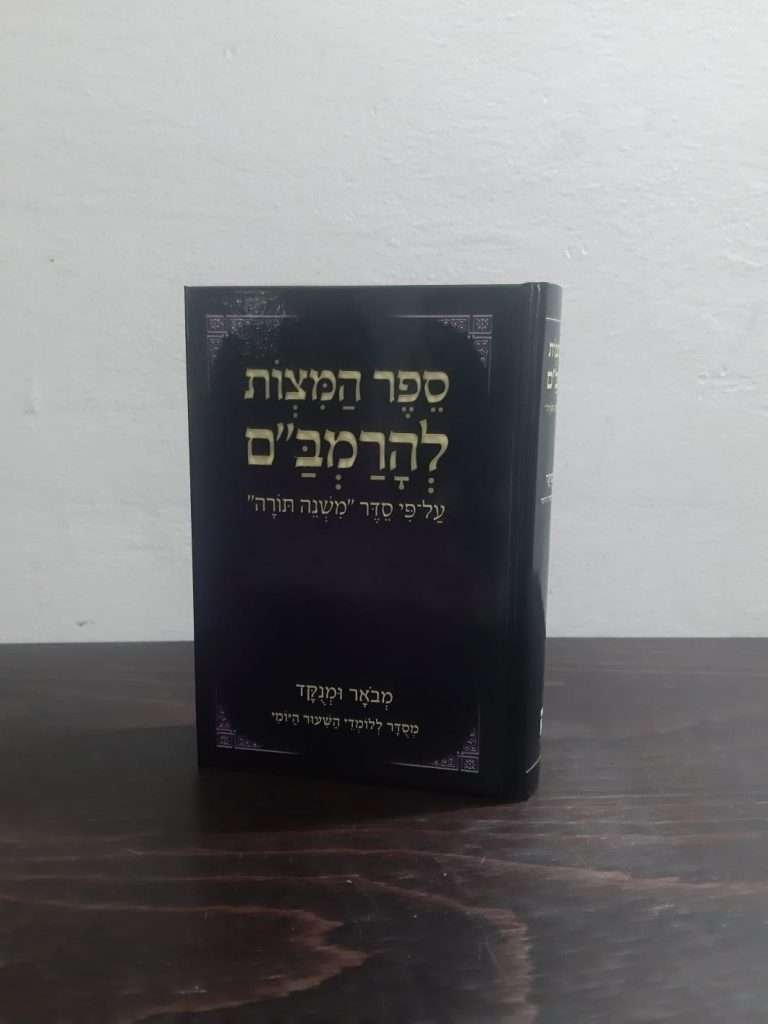 סֵפֶר הַמִּצְוֹת
לְהָרַמְבַּ"ם
עַל־פִּי סֵדֶר "מִשְׁנֵה תּוֹרָה"
מְבֹאָר וּמְנֻקָּד
מְסֻדָּר לְלוֹמְדֵי הַשִּׁעוּר הַיּוֹמִי